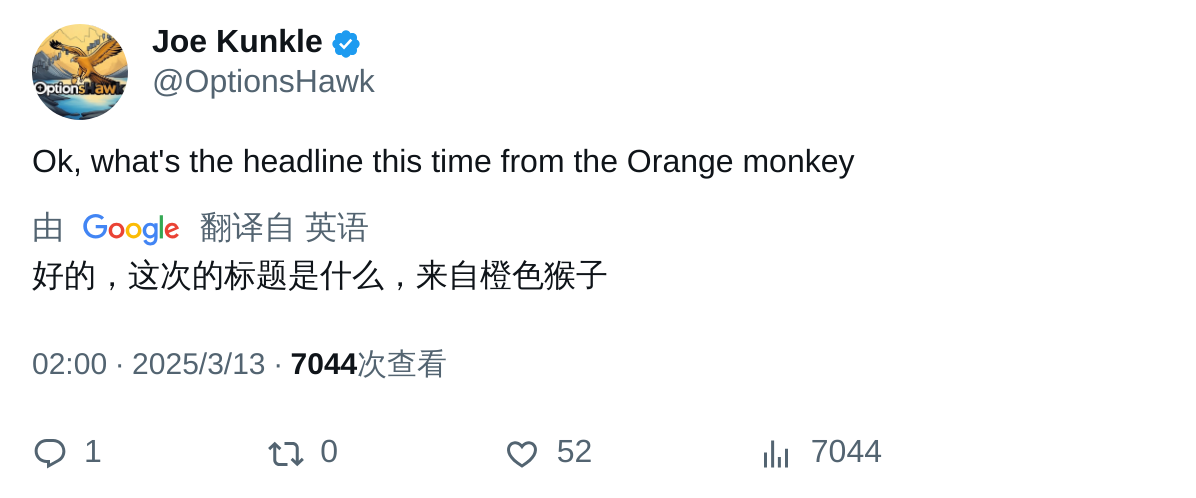 Joe Kunkle
@OptionsHawk
Ok, what's the headline this time from the Orange monkey
由 Google 翻译自 英语
好的，这次的标题是什么，来自橙色猴子
02:00 · 2025/3/13 · 7044次查看
1 0 52 7044